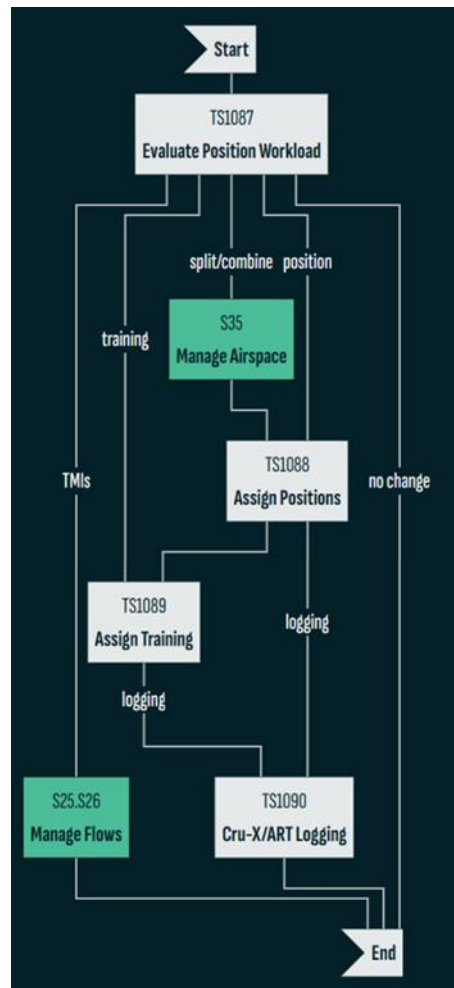 Start
TS1087
Evaluate Position Workload
split/combine
position
training
S35
Manage Airspace
TS1088
Assign Positions
TMIs
no change
TS1089
Assign Training
logging
logging
S25.S26
Manage Flows
TS1090
Cru-X/ART Logging
End